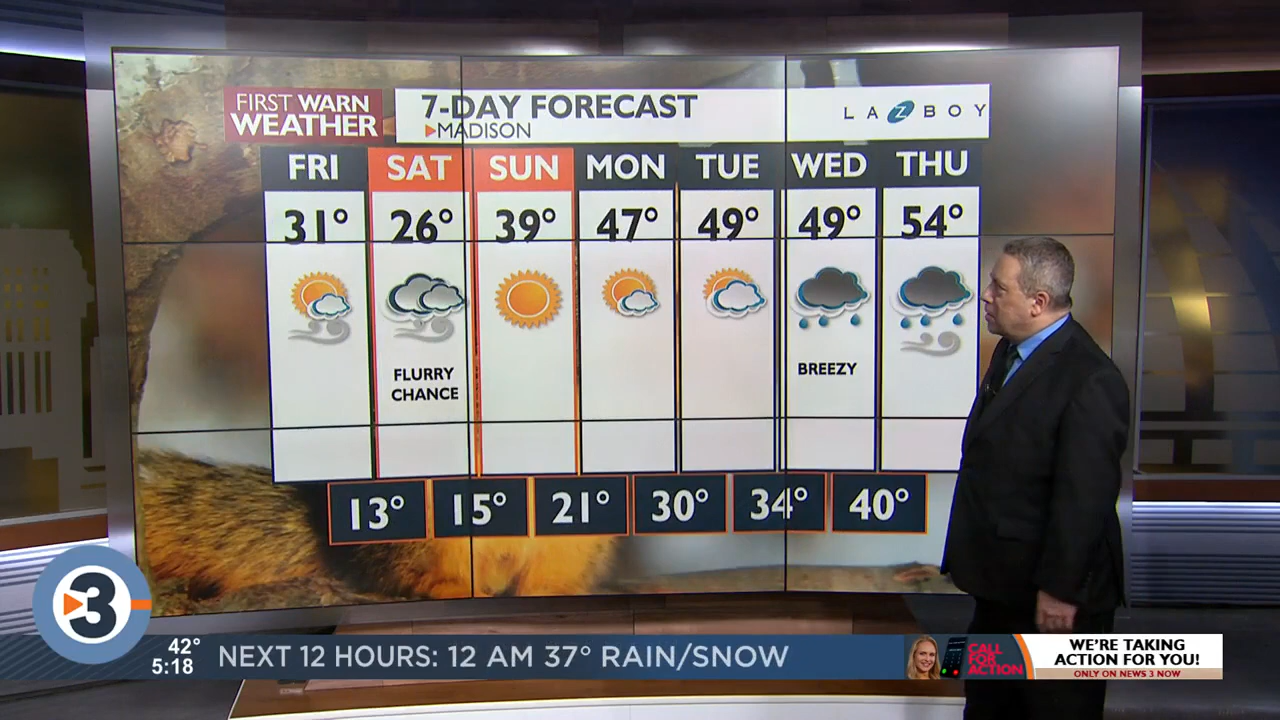 FIRST WARN
WEATHER
7-DAY FORECAST
MADISON
LA Z BOY
FRI SAT SUN MON TUE WED THU
31° 26° 39° 47° 49° 49° 54°
FLURRY
CHANCE
BREEZY
13° 15° 21° 30° 34° 40°
3
42°
5:18
NEXT 12 HOURS: 12 AM 37° RAIN/SNOW
CALL
FOR
ACTION
WE'RE TAKING
ACTION FOR YOU!
ONLY ON NEWS 3 NOW